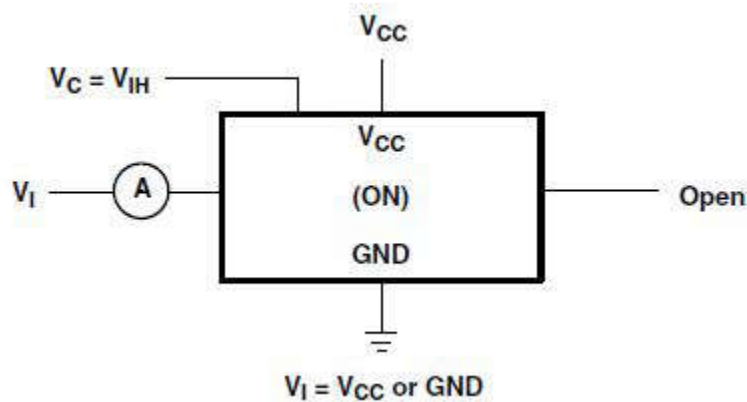 VCC
VC = VIH
VCC
VI
A
(ON)
Open
GND
VI = VCC or GND